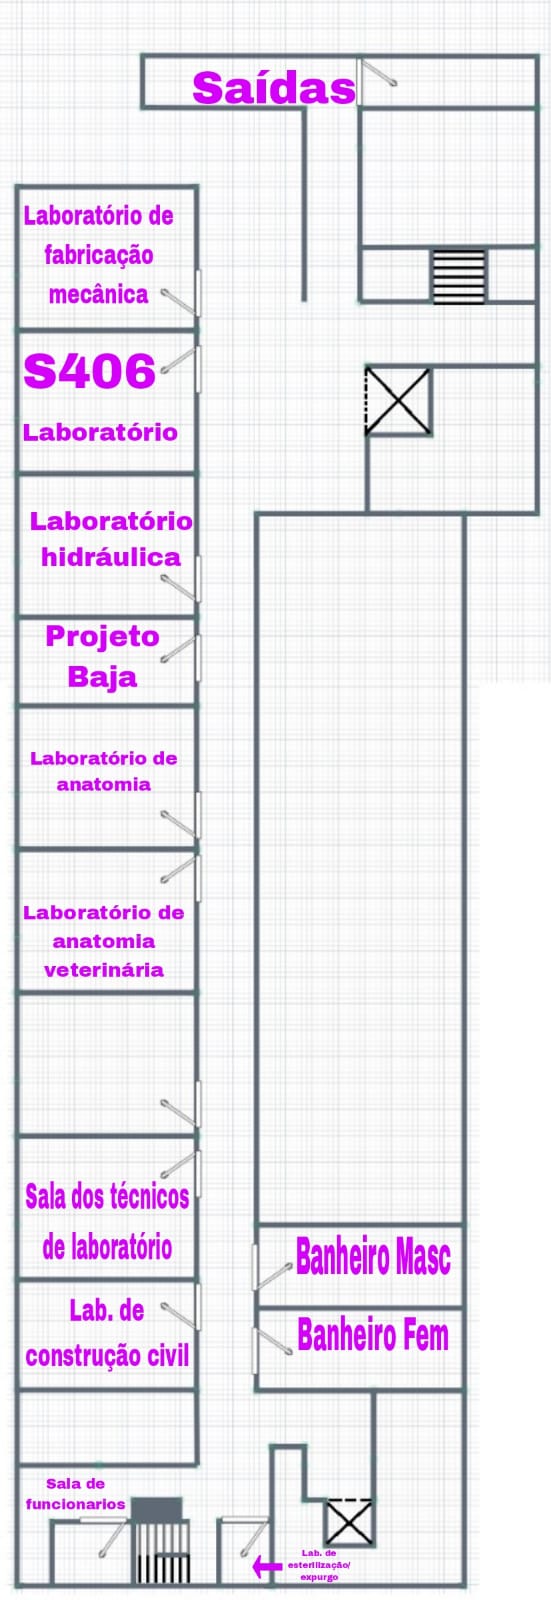 Saídas
Laboratório de
fabricação
mecânica
S406
Laboratório
Laboratório
hidráulica
Projeto
Baja
Laboratório de
anatomia
Laboratório de
anatomia
veterinária
Sala dos técnicos
de laboratório
Banheiro Masc
Lab. de
construção civil
Banheiro Fem
Sala de
funcionarios
Lab. de
esterilização/
expurgo